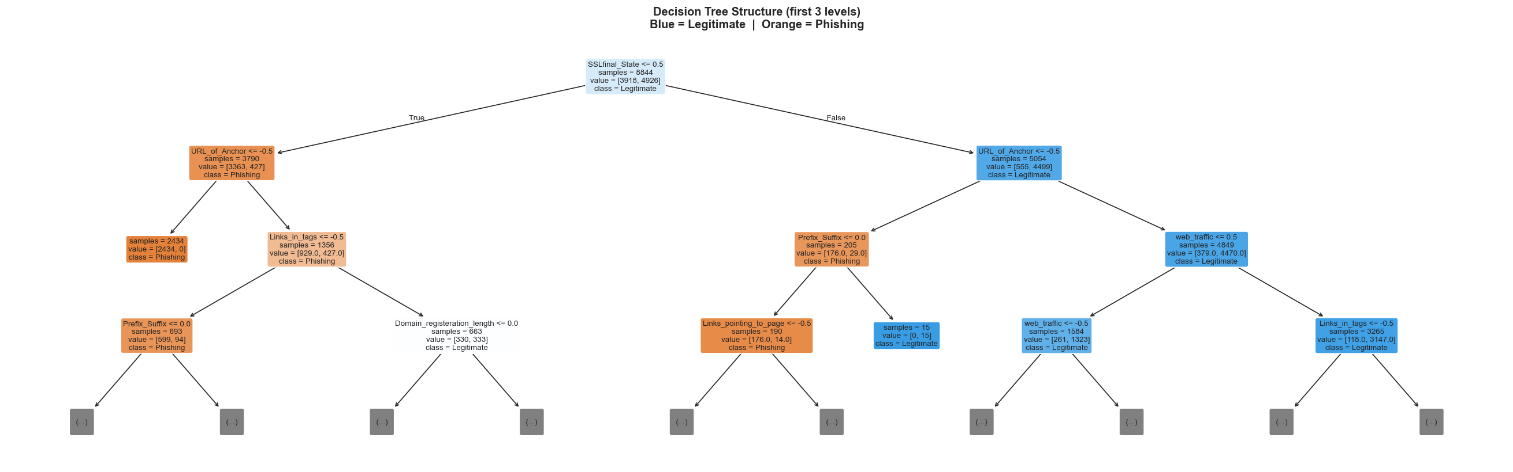 Decision Tree Structure (first 3 levels)
Blue = Legitimate | Orange = Phishing
SSLfinal_State <= 0.5
samples = 8844
value = [3918, 4926]
class = Legitimate
True
False
URL_of_Anchor <= -0.5
samples = 3790
value = [3363, 427]
class = Phishing
URL_of_Anchor <= -0.5
samples = 5054
value = [555, 4499]
class = Legitimate
samples = 2434
value = [2434, 0]
class = Phishing
Links_in_tags <= -0.5
samples = 1356
value = [929.0, 427.0]
class = Phishing
Prefix_Suffix <= 0.0
samples = 205
value = [176.0, 29.0]
class = Phishing
web_traffic <= 0.5
samples = 4849
value = [379.0, 4470.0]
class = Legitimate
Prefix_Suffix <= 0.0
samples = 693
value = [599, 94]
class = Phishing
Domain_registeration_length <= 0.0
samples = 663
value = [330, 333]
class = Legitimate
Links_pointing_to_page <= -0.5
samples = 190
value = [176.0, 14.0]
class = Phishing
samples = 15
value = [0, 15]
class = Legitimate
web_traffic <= -0.5
samples = 1584
value = [261, 1323]
class = Legitimate
Links_in_tags <= -0.5
samples = 3265
value = [118.0, 3147.0]
class = Legitimate
(...)
(...)
(...)
(...)
(...)
(...)
(...)
(...)
(...)
(...)